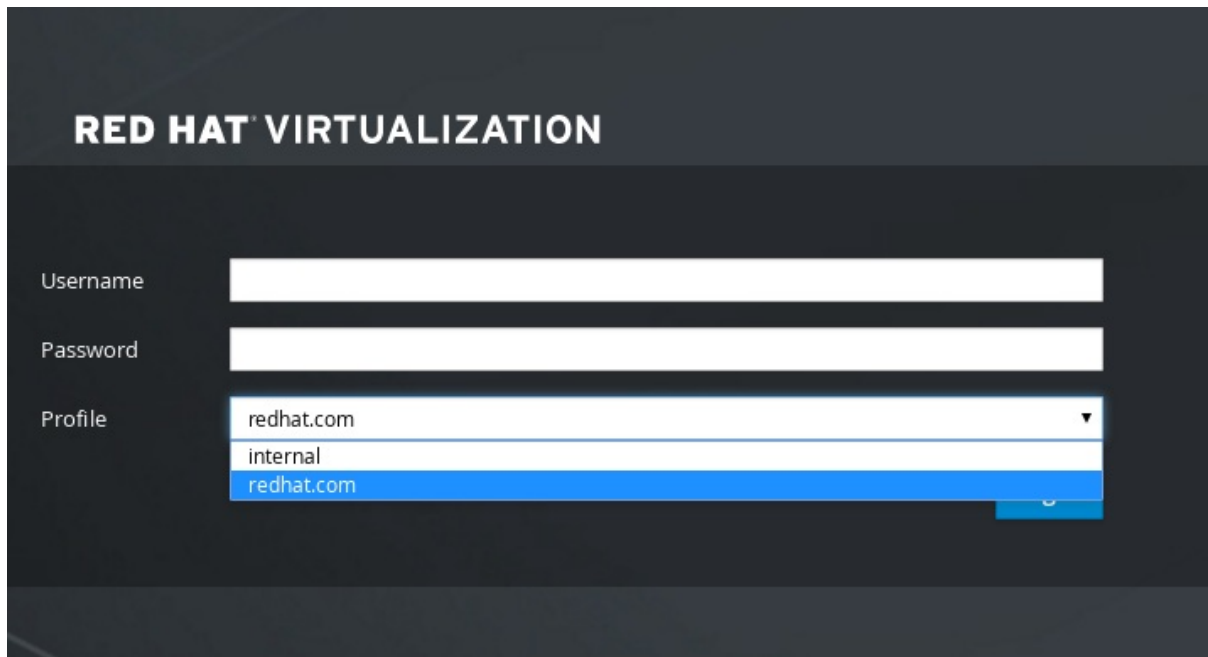 RED HAT® VIRTUALIZATION
Username
Password
Profile
redhat.com
internal
redhat.com